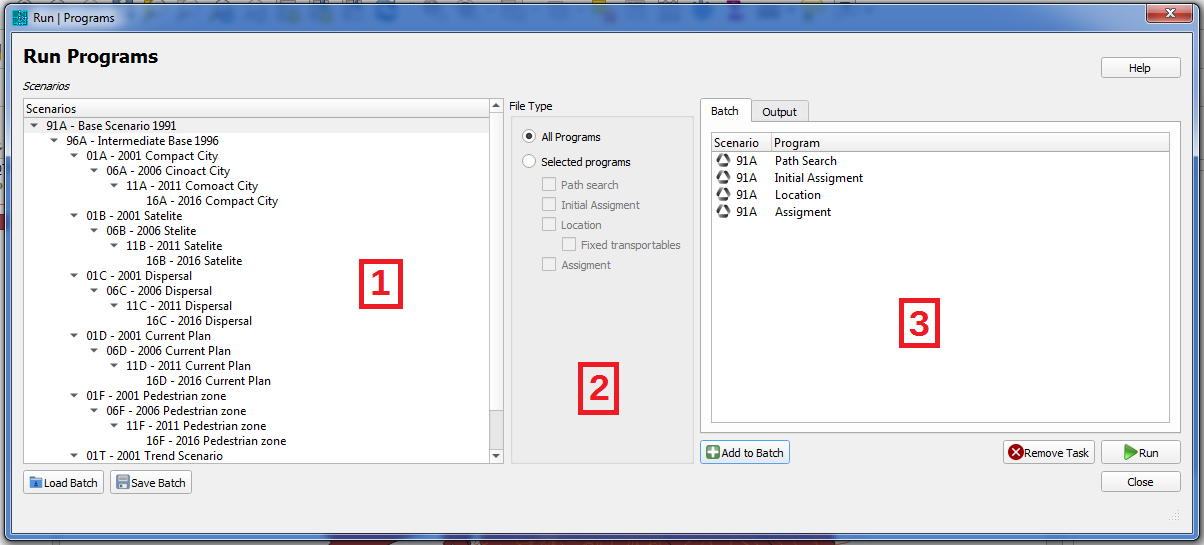 Run | Programs
Run Programs
Help
Scenarios
Scenarios
91A - Base Scenario 1991
96A - Intermediate Base 1996
01A - 2001 Compact City
06A - 2006 Cinoact City
11A - 2011 Comoact City
16A - 2016 Compact City
01B - 2001 Satelite
06B - 2006 Stelite
11B - 2011 Satelite
16B - 2016 Satelite
01C - 2001 Dispersal
06C - 2006 Dispersal
11C - 2011 Dispersal
16C - 2016 Dispersal
01D - 2001 Current Plan
06D - 2006 Current Plan
11D - 2011 Current Plan
16D - 2016 Current Plan
01F - 2001 Pedestrian zone
06F - 2006 Pedestrian zone
11F - 2011 Pedestrian zone
16F - 2016 Pedestrian zone
01T - 2001 Trend Scenario
1
File Type
All Programs
Selected programs
Path search
Initial Assigment
Location
Fixed transportables
Assigment
2
Batch Output
Scenario Program
91A Path Search
91A Initial Assigment
91A Location
91A Assigment
3
Add to Batch Remove Task Run
Load Batch Save Batch Close